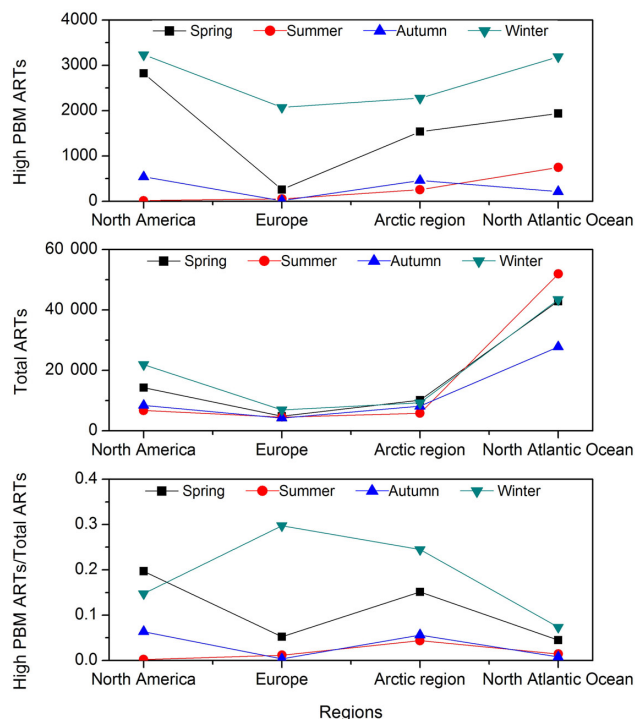 High PBM ARTs
4000
3000
2000
1000
0
Spring Summer Autumn Winter
North America Europe Arctic region North Atlantic Ocean
Total ARTs
60 000
40 000
20 000
0
Spring Summer Autumn Winter
North America Europe Arctic region North Atlantic Ocean
High PBM ARTs/Total ARTs
0.4
0.3
0.2
0.1
0.0
Spring Summer Autumn Winter
North America Europe Arctic region North Atlantic Ocean
Regions